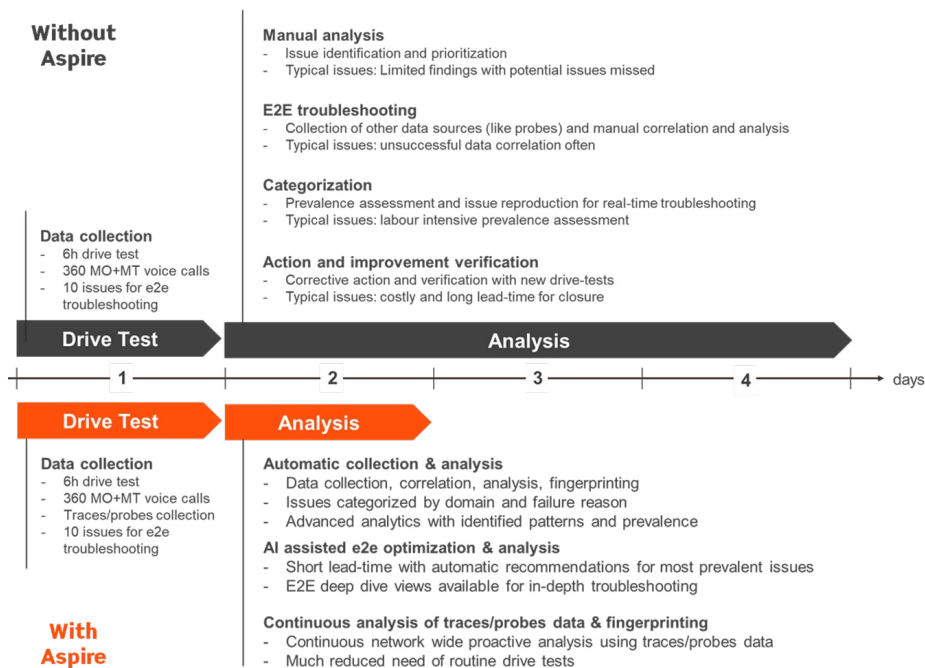 Without
Aspire
Manual analysis
- Issue identification and prioritization
- Typical issues: Limited findings with potential issues missed
E2E troubleshooting
- Collection of other data sources (like probes) and manual correlation and analysis
- Typical issues: unsuccessful data correlation often
Categorization
- Prevalence assessment and issue reproduction for real-time troubleshooting
- Typical issues: labour intensive prevalence assessment
Action and improvement verification
- Corrective action and verification with new drive-tests
- Typical issues: costly and long lead-time for closure
Data collection
- 6h drive test
- 360 MO+MT voice calls
- 10 issues for e2e
troubleshooting
Drive Test
Analysis
1
2
3
4
days
Drive Test
Analysis
Data collection
- 6h drive test
- 360 MO+MT voice calls
- Traces/probes collection
- 10 issues for e2e
troubleshooting
Automatic collection & analysis
- Data collection, correlation, analysis, fingerprinting
- Issues categorized by domain and failure reason
- Advanced analytics with identified patterns and prevalence
AI assisted e2e optimization & analysis
- Short lead-time with automatic recommendations for most prevalent issues
- E2E deep dive views available for in-depth troubleshooting
Continuous analysis of traces/probes data & fingerprinting
- Continuous network wide proactive analysis using traces/probes data
- Much reduced need of routine drive tests
With
Aspire